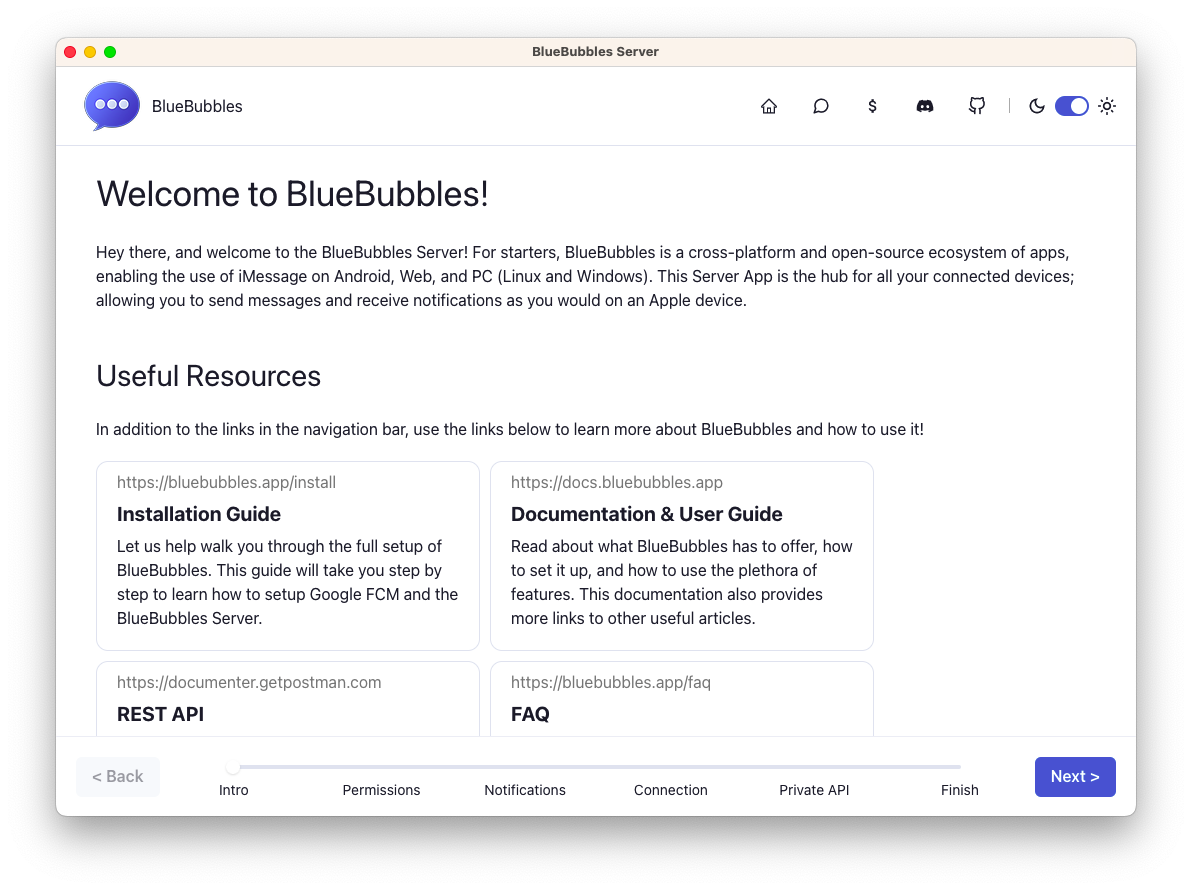 BlueBubbles Server
BlueBubbles
Welcome to BlueBubbles!
Hey there, and welcome to the BlueBubbles Server! For starters, BlueBubbles is a cross-platform and open-source ecosystem of apps,
enabling the use of iMessage on Android, Web, and PC (Linux and Windows). This Server App is the hub for all your connected devices;
allowing you to send messages and receive notifications as you would on an Apple device.
Useful Resources
In addition to the links in the navigation bar, use the links below to learn more about BlueBubbles and how to use it!
https://bluebubbles.app/install
Installation Guide
Let us help walk you through the full setup of
BlueBubbles. This guide will take you step by
step to learn how to setup Google FCM and the
BlueBubbles Server.
https://docs.bluebubbles.app
Documentation & User Guide
Read about what BlueBubbles has to offer, how
to set it up, and how to use the plethora of
features. This documentation also provides
more links to other useful articles.
https://documenter.getpostman.com
REST API
https://bluebubbles.app/faq
FAQ
< Back
Intro
Permissions
Notifications
Connection
Private API
Finish
Next >